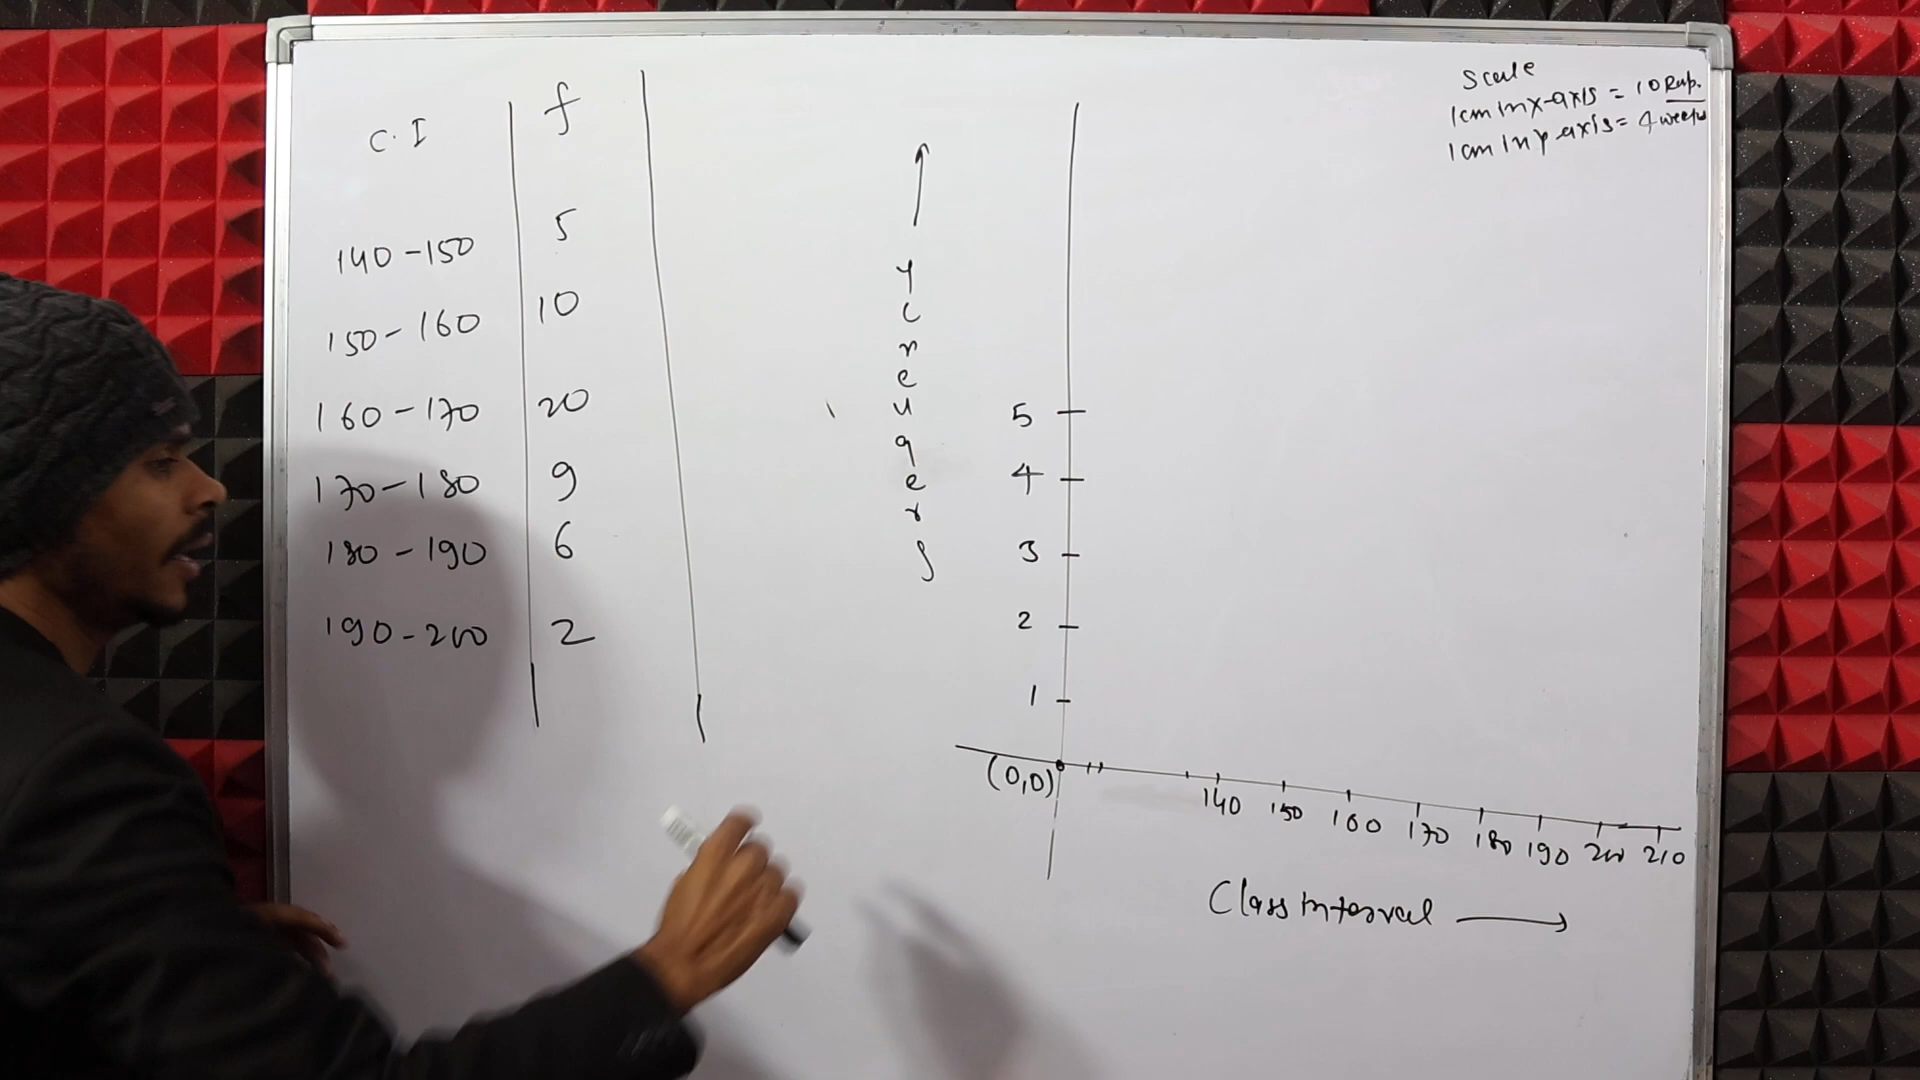 C.I f
140-150 5
150-160 10
160-170 20
170-180 9
180-190 6
190-200 2
frequency
5
4
3
2
1
(0,0)
140 150 160 170 180 190 200 210
Class interval
Scale
1cm in x-axis = 10 Rup.
1cm in y axis = 4 weeks